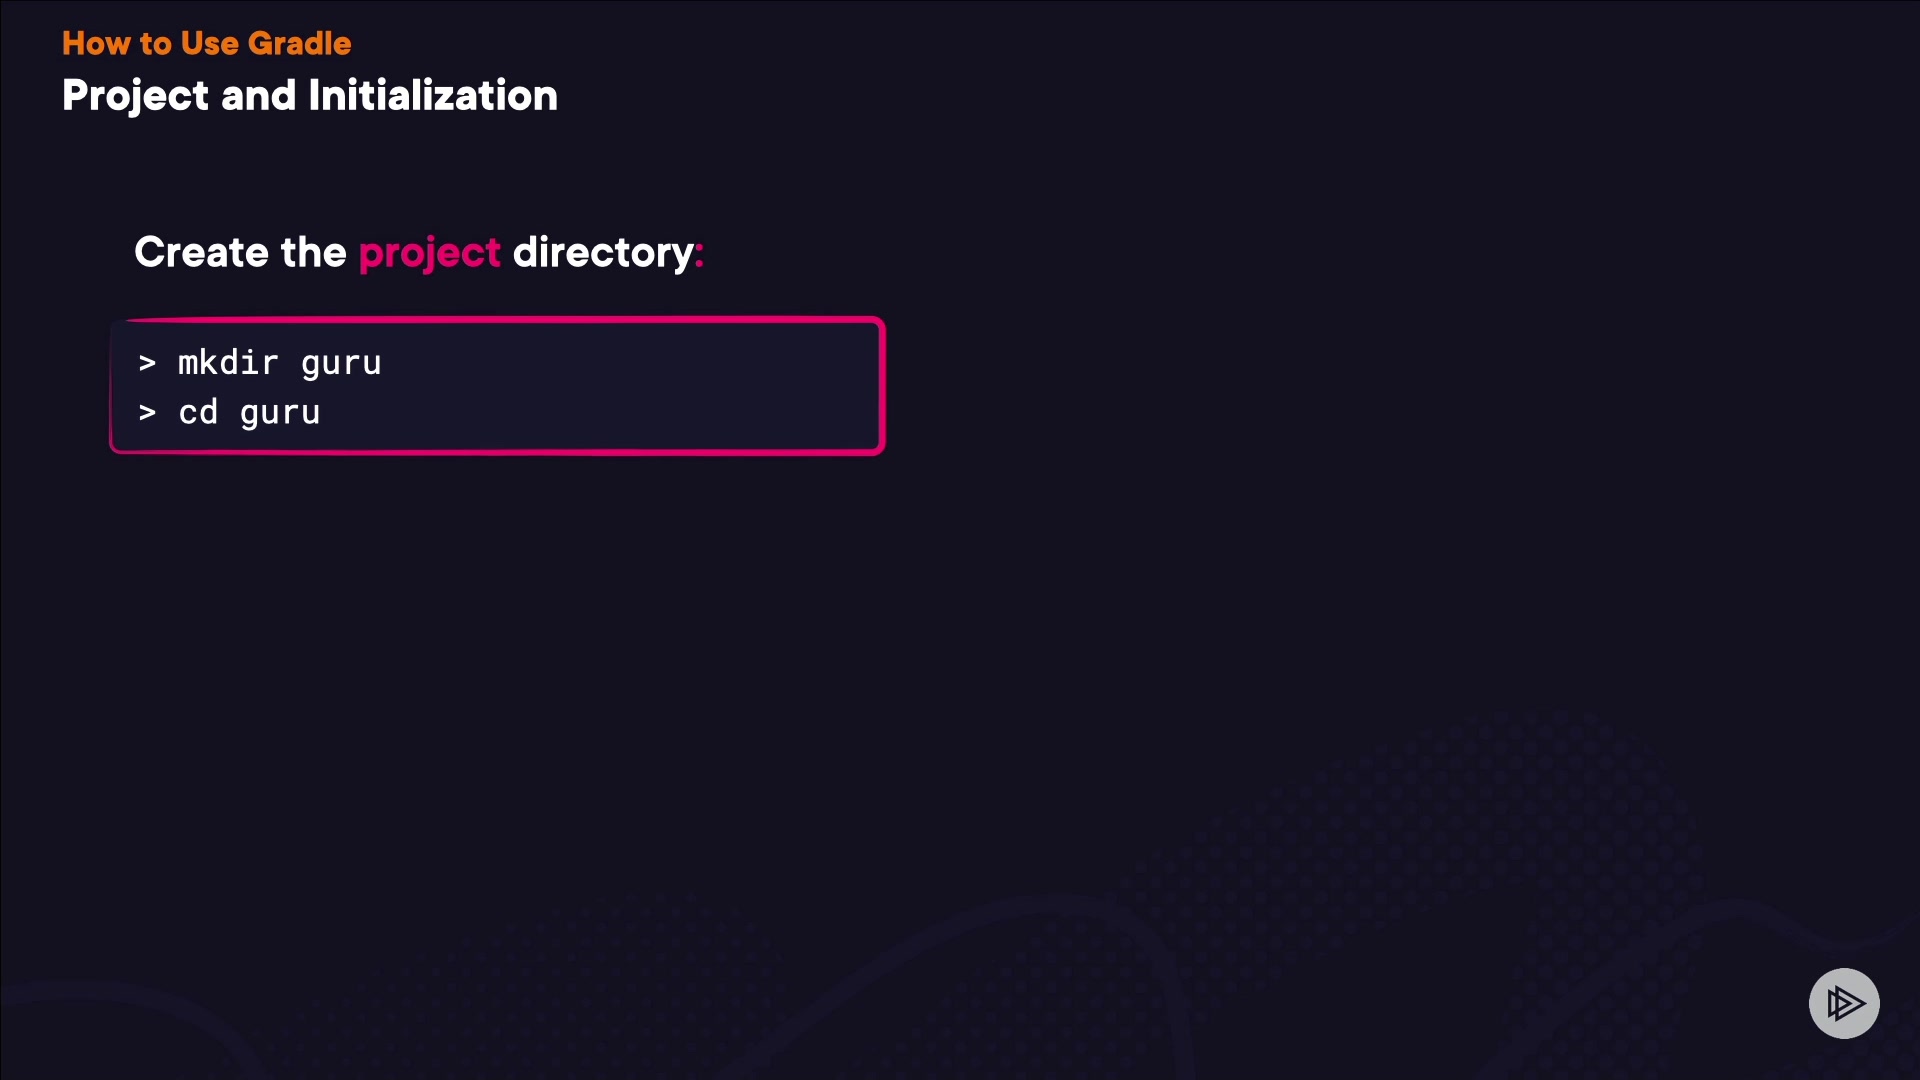 How to Use Gradle
Project and Initialization
Create the project directory:
> mkdir guru
> cd guru